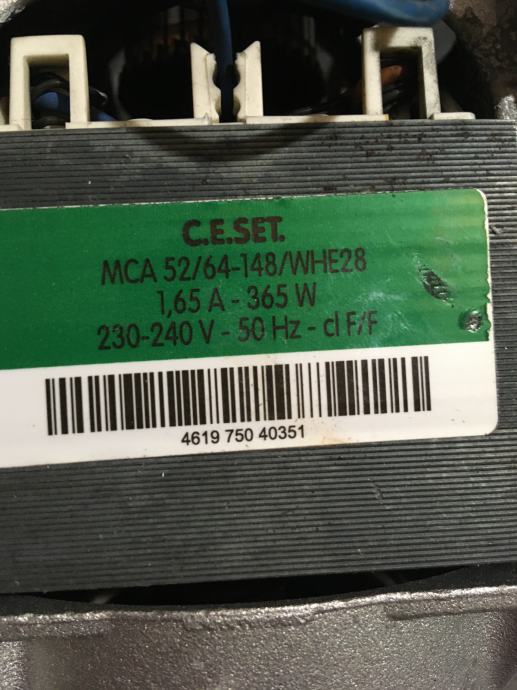 C.E.SET.
MCA 52/64-148/WHE28
1,65 A - 365 W
230-240 V - 50 Hz - cl F/F
4619 750 40351